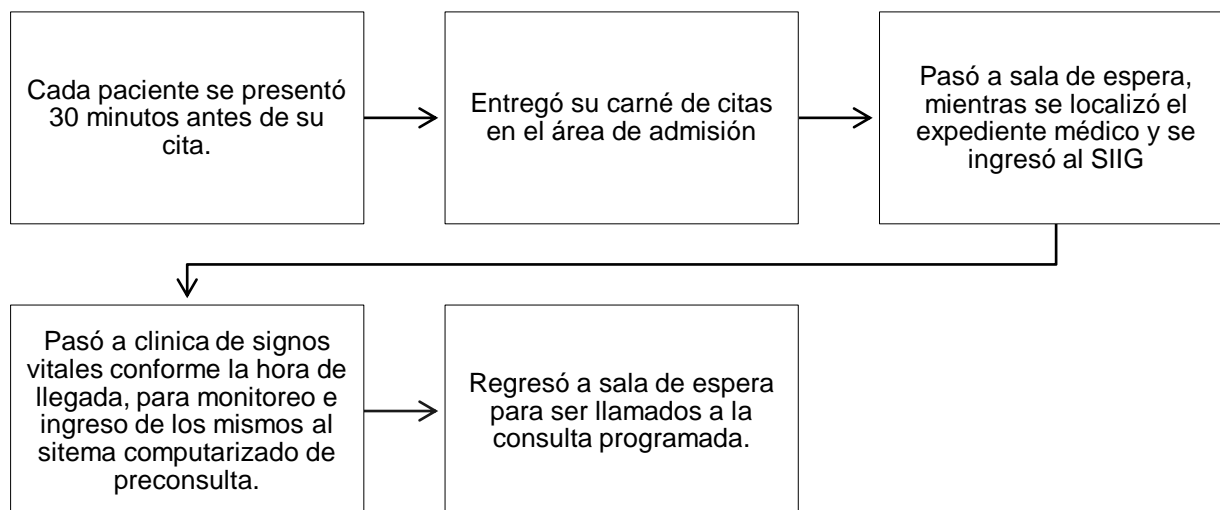 Cada paciente se presentó
30 minutos antes de su
cita.
Entregó su carné de citas
en el área de admisión
Pasó a sala de espera,
mientras se localizó el
expediente médico y se
ingresó al SIIG
Pasó a clinica de signos
vitales conforme la hora de
llegada, para monitoreo e
ingreso de los mismos al
sitema computarizado de
preconsulta.
Regresó a sala de espera
para ser llamados a la
consulta programada.